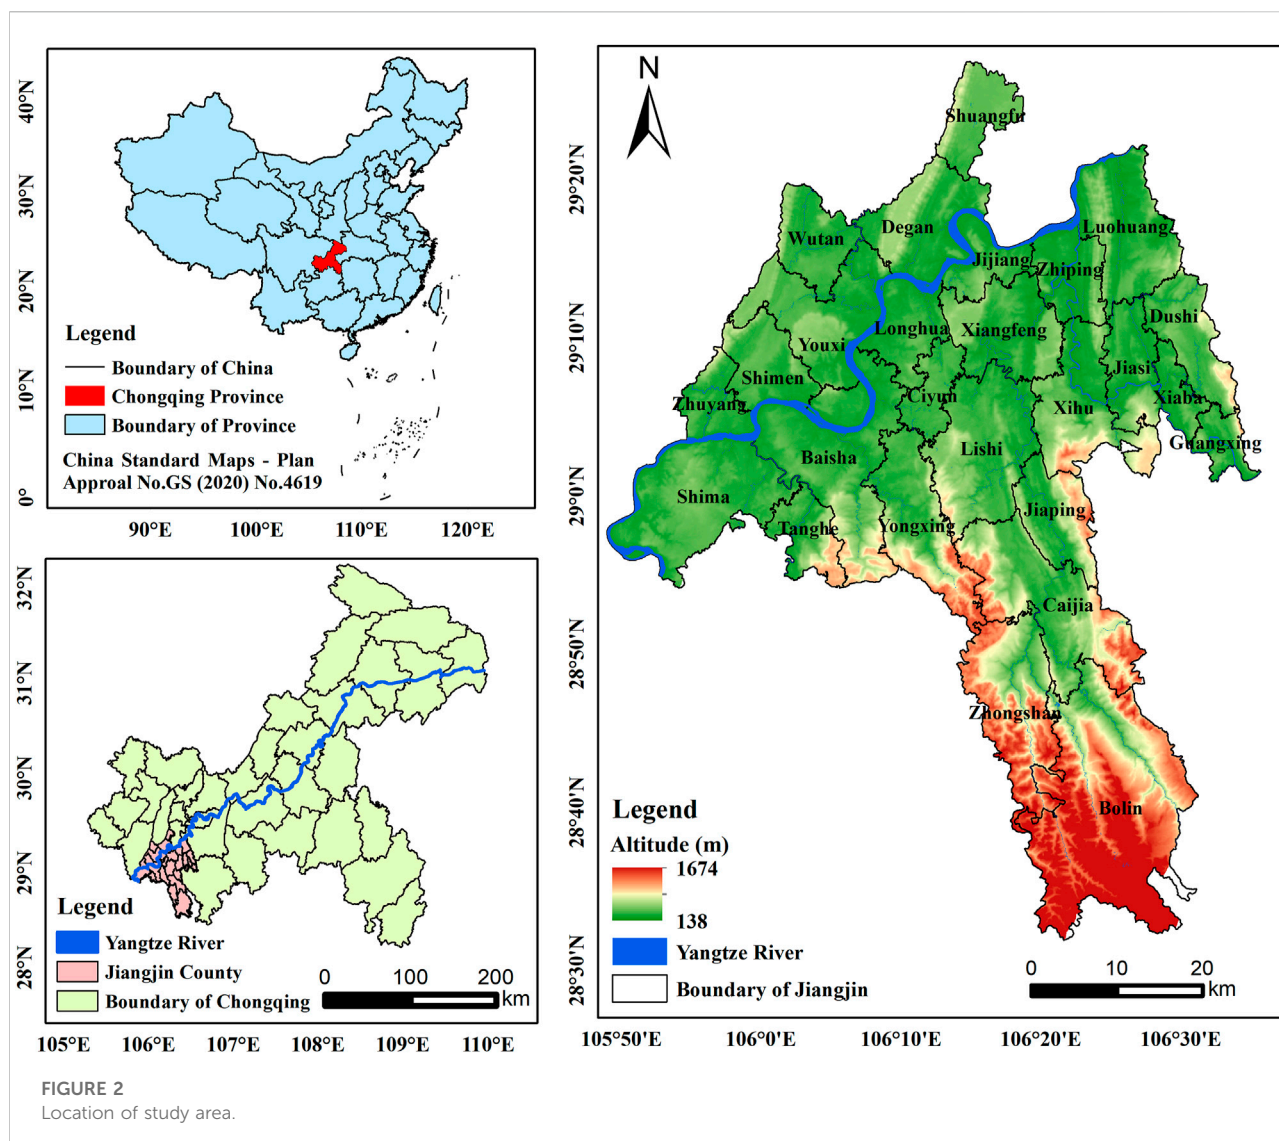 40°N
30°N
20°N
10°N
0°
90°E
100°E
110°E
120°E
Legend
Boundary of China
Chongqing Province
Boundary of Province
China Standard Maps - Plan
Approal No.GS (2020) No.4619
32°N
31°N
30°N
29°N
28°N
105°E
106°E
107°E
108°E
109°E
110°E
Legend
Yangtze River
Jiangjin County
Boundary of Chongqing
0 100 200
km
N
29°20'N
29°10'N
29°0'N
28°50'N
28°40'N
28°30'N
105°50'E
106°0'E
106°10'E
106°20'E
106°30'E
Shuangfu
Degan
Wutan
Luohuang
Jijiang
Zhiping
Dushi
Longhua
Xiangfeng
Youxi
Jiasi
Shimen
Zhuyang
Ciyun
Xihu
Xiaba
Guangxing
Lishi
Baisha
Shima
Jiaping
Tanghe
Yongxing
Caijia
Zhongshan
Bolin
Legend
Altitude (m)
1674
138
Yangtze River
Boundary of Jiangjin
0 10 20
km
FIGURE 2
Location of study area.